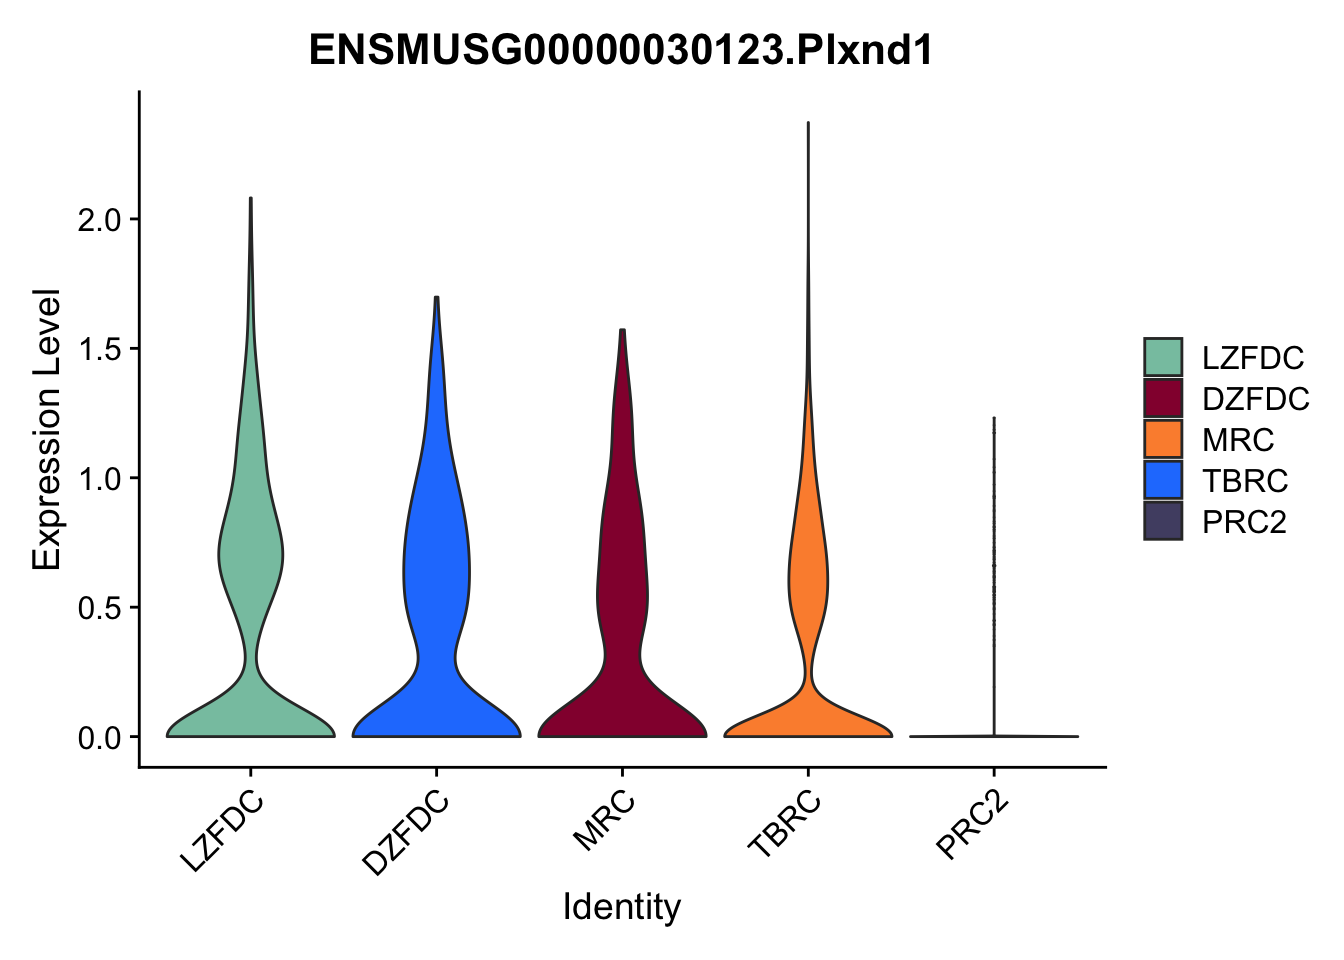 ENSMUSG00000030123.Plxnd1
Expression Level
2.0
1.5
1.0
0.5
0.0
LZFDC
DZFDC
MRC
TBRC
PRC2
Identity
LZFDC
DZFDC
MRC
TBRC
PRC2